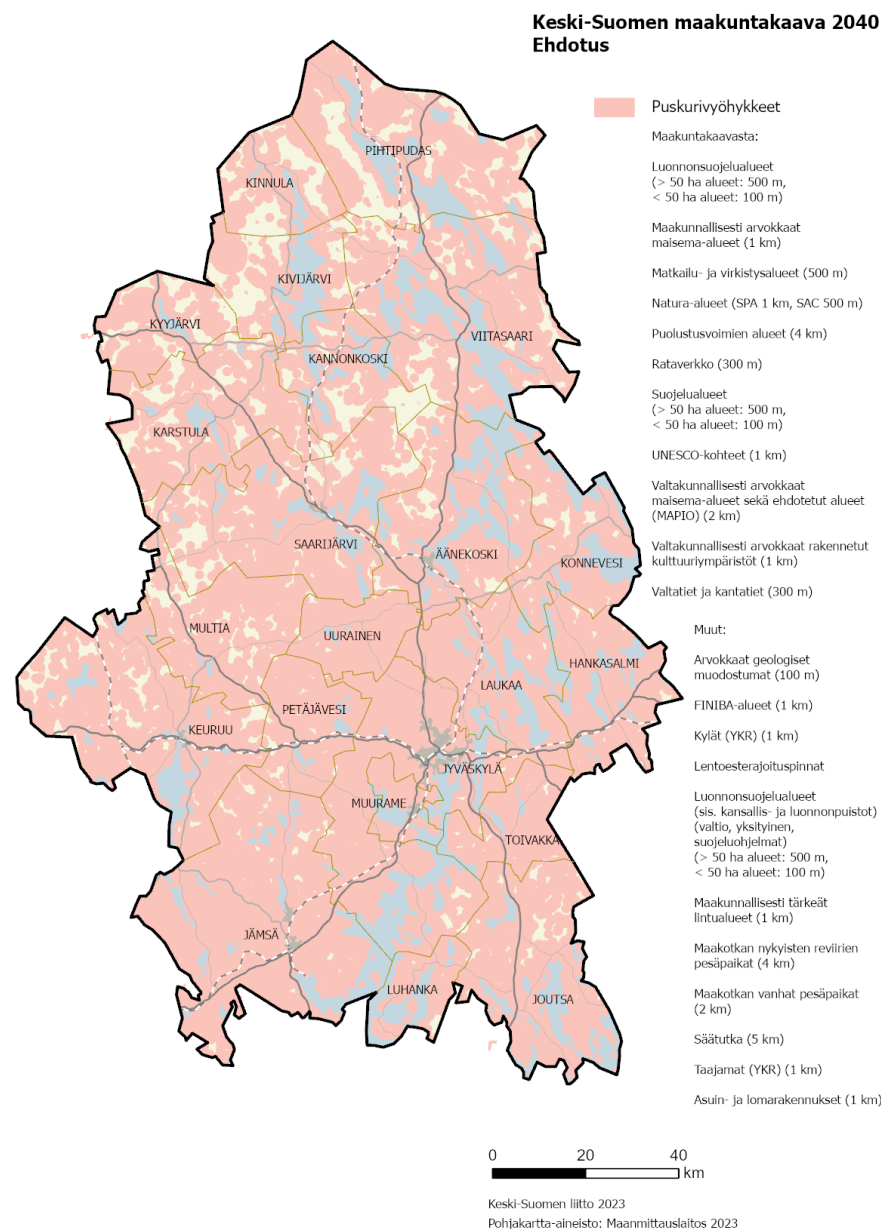 Keski-Suomen maakuntakaava 2040
Ehdotus
Puskurivyöhykkeet
Maakuntakaavasta:
Luonnonsuojelualueet
(> 50 ha alueet: 500 m,
< 50 ha alueet: 100 m)
Maakunnallisesti arvokkaat
maisema-alueet (1 km)
Matkailu- ja virkistysalueet (500 m)
Natura-alueet (SPA 1 km, SAC 500 m)
Puolustusvoimien alueet (4 km)
Rataverkko (300 m)
Suojelualueet
(> 50 ha alueet: 500 m,
< 50 ha alueet: 100 m)
UNESCO-kohteet (1 km)
Valtakunnallisesti arvokkaat
maisema-alueet sekä ehdotetut alueet
(MAPIO) (2 km)
Valtakunnallisesti arvokkaat rakennetut
kulttuuriympäristöt (1 km)
Valtatiet ja kantatiet (300 m)
Muut:
Arvokkaat geologiset
muodostumat (100 m)
FINIBA-alueet (1 km)
Kylät (YKR) (1 km)
Lentoesterajoituspinnat
Luonnonsuojelualueet
(sis. kansallis- ja luonnonpuistot)
(valtio, yksityinen,
suojeluohjelmat)
(> 50 ha alueet: 500 m,
< 50 ha alueet: 100 m)
Maakunnallisesti tärkeät
lintualueet (1 km)
Maakotkan nykyisten reviirien
pesäpaikat (4 km)
Maakotkan vanhat pesäpaikat
(2 km)
Säätutka (5 km)
Taajamat (YKR) (1 km)
Asuin- ja lomarakennukset (1 km)
PIHTIPUDAS
KINNULA
KIVIJÄRVI
KYYJÄRVI
VIITASAARI
KANNONKOSKI
KARSTULA
SAARIJÄRVI
ÄÄNEKOSKI
KONNEVESI
MULTIA
UURAINEN
HANKASALMI
LAUKAA
PETÄJÄVESI
KEURUU
JYVÄSKYLÄ
MUURAME
TOIVAKKA
JÄMSÄ
LUHANKA
JOUTSA
0 20 40
km
Keski-Suomen liitto 2023
Pohjakartta-aineisto: Maanmittauslaitos 2023